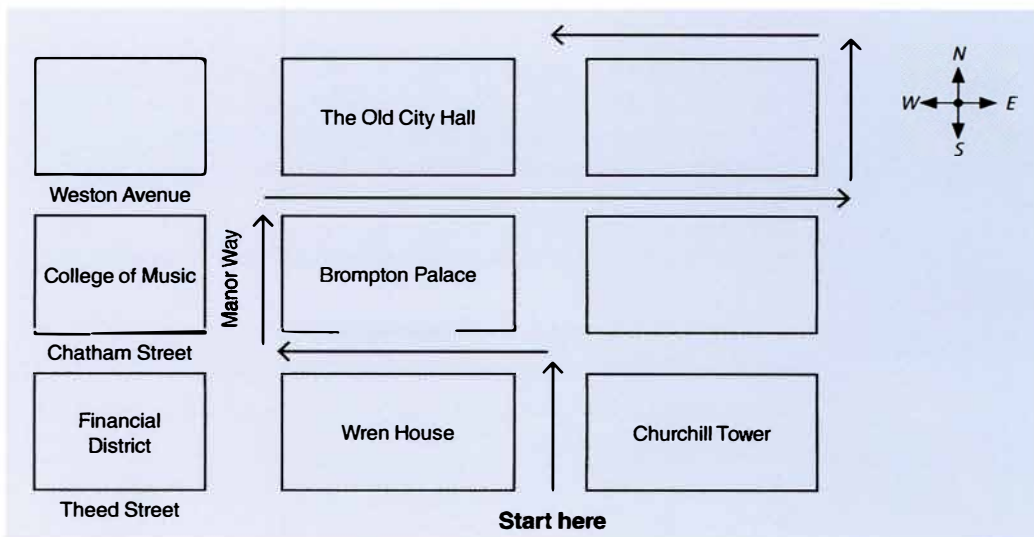 N
The Old City Hall
W E
S
Weston Avenue
College of Music
Manor Way
Brompton Palace
Chatham Street
Financial
District
Wren House
Churchill Tower
Theed Street
Start here